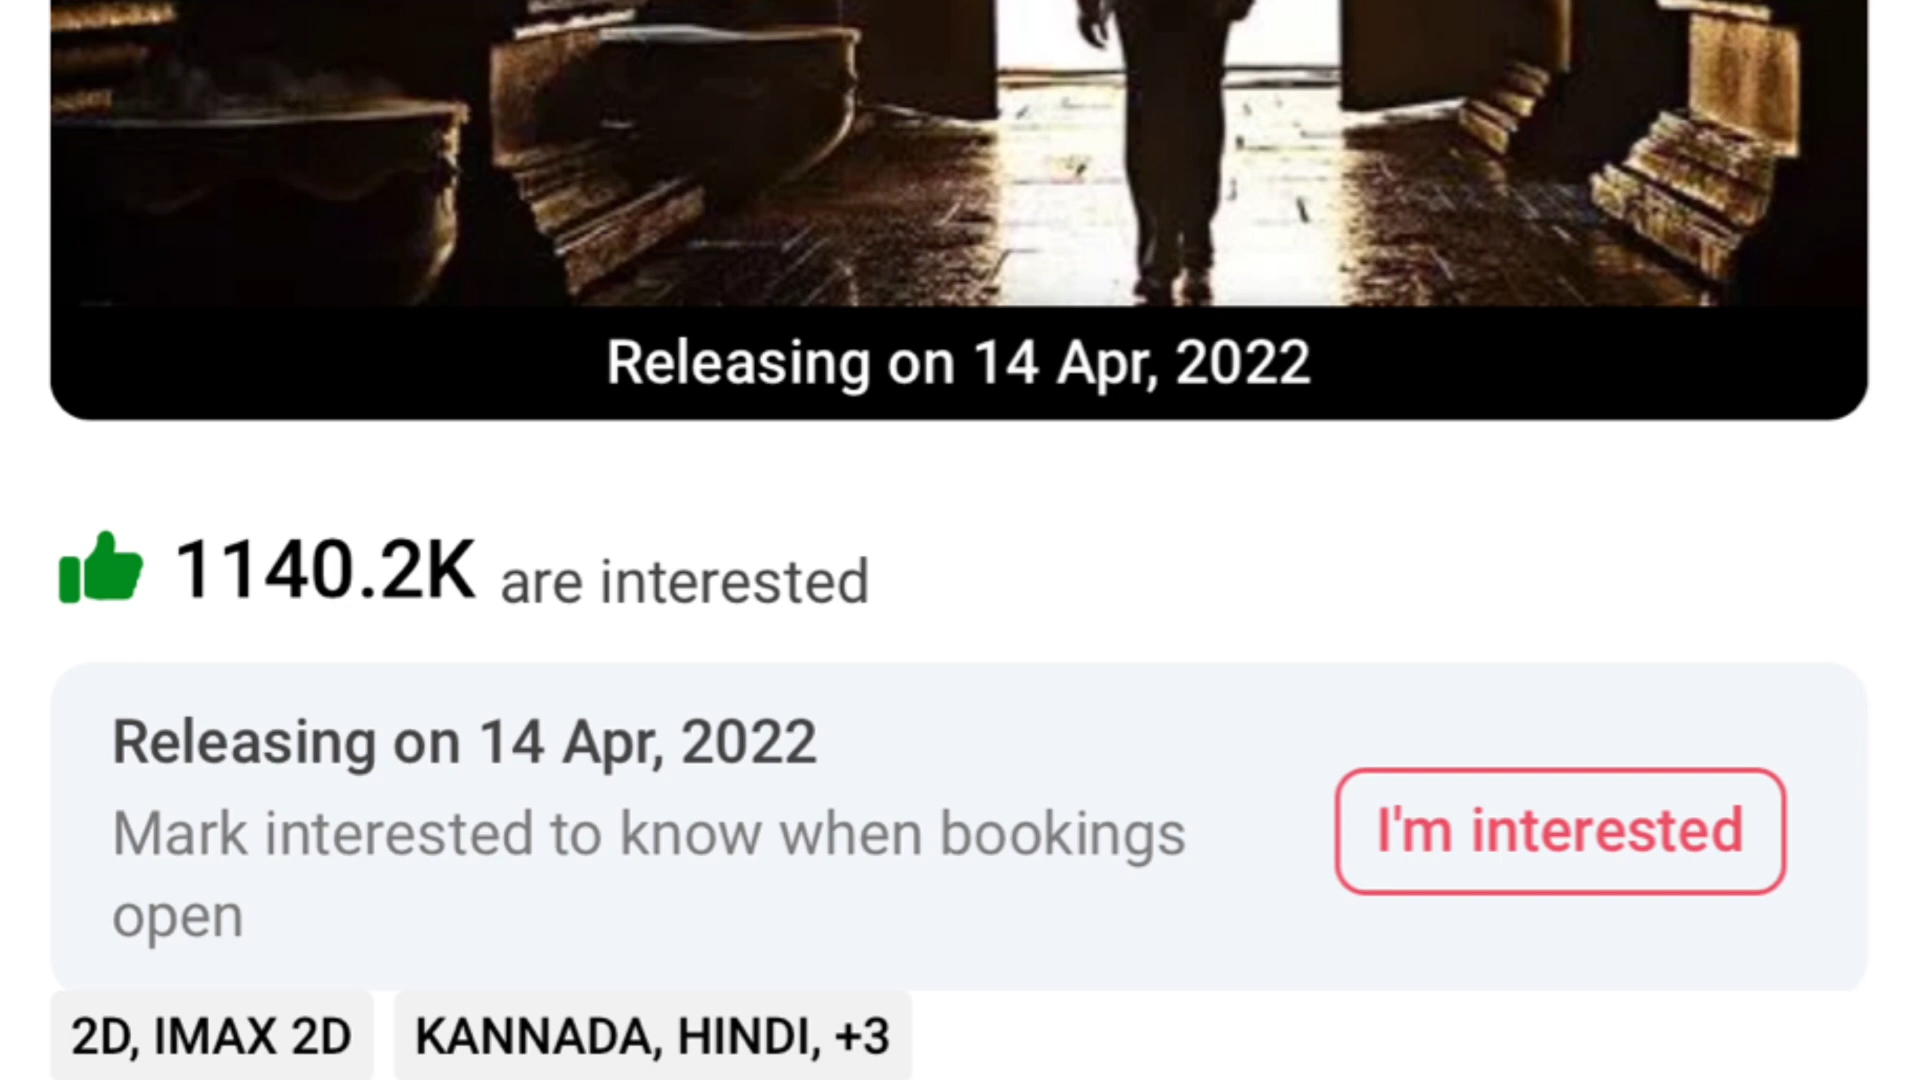 Releasing on 14 Apr, 2022
1140.2K are interested
Releasing on 14 Apr, 2022
Mark interested to know when bookings
open
I'm interested
2D, IMAX 2D
KANNADA, HINDI, +3